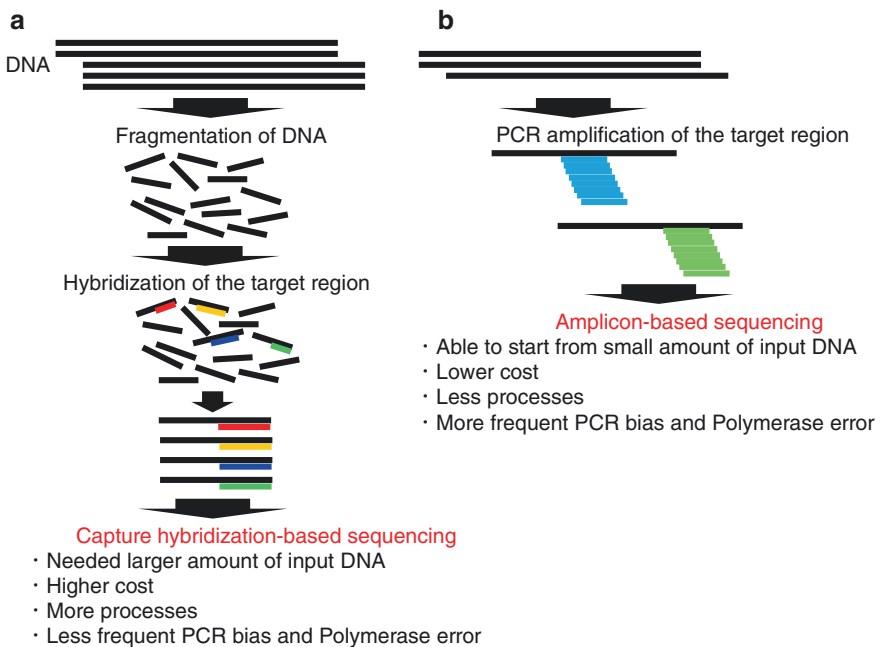 a
DNA
Fragmentation of DNA
Hybridization of the target region
Capture hybridization-based sequencing
・Needed larger amount of input DNA
・Higher cost
・More processes
・Less frequent PCR bias and Polymerase error
b
PCR amplification of the target region
Amplicon-based sequencing
・Able to start from small amount of input DNA
・Lower cost
・Less processes
・More frequent PCR bias and Polymerase error